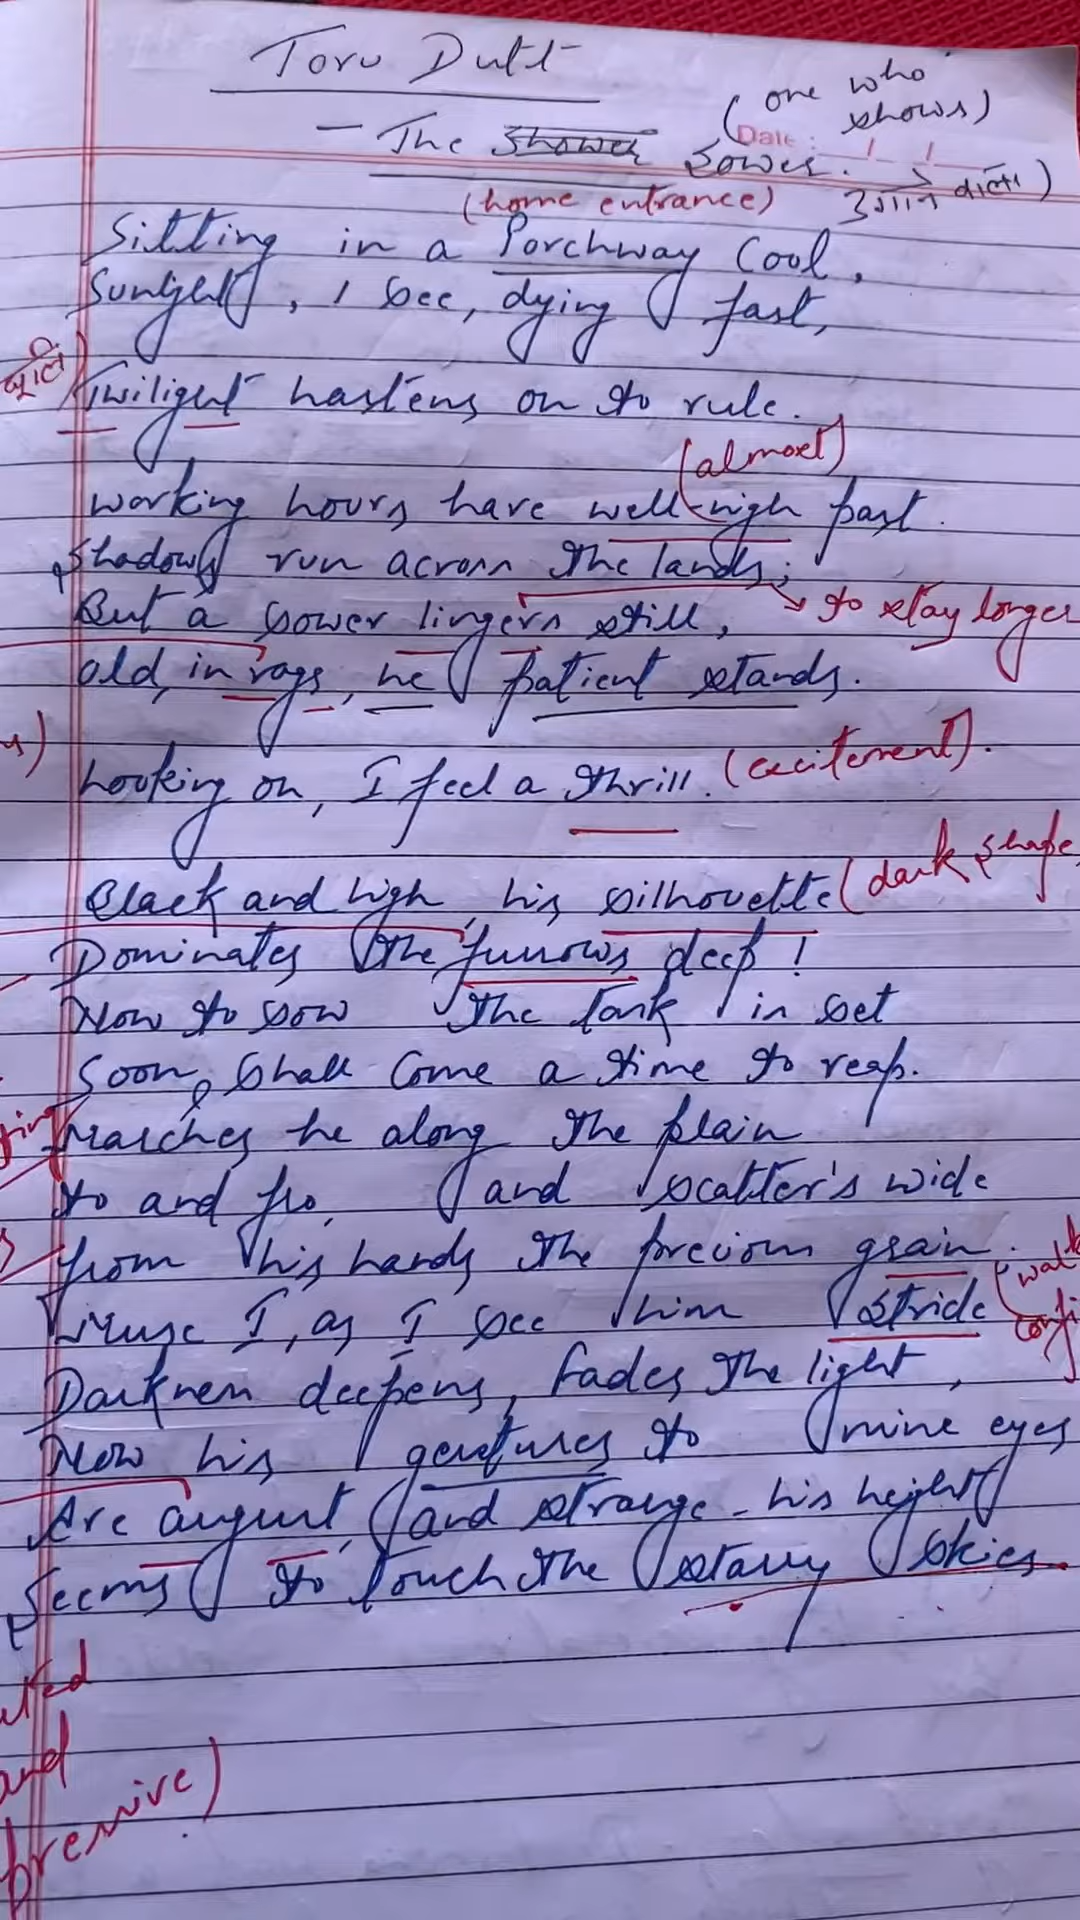 Toru Dutt
(one who shows)
- The Shower Sower.
Date: / /
(home entrance)
Sitting in a Porchway Cool,
Sunlight, I see, dying fast,
Twilight hastens on to rule.
(almost)
working hours have well-nigh past.
Shadows run across the lands;
But a sower lingers still, → to stay longer
old, in rags, he patient stands.
Looking on, I feel a thrill. (excitement).
Black and high, his silhouette (dark shape
Dominates the furrows deep!
Now to sow the task is set
Soon shall Come a time to reap.
Marches he along the plain
to and fro, and scatter's wide
from his hands the precious grain.
Muse I, as I see him stride
Darkness deepens, Fades the light,
Now his gestures to mine eyes
Are august, and strange - his height
Seems to touch the starry skies.
and
pressive)